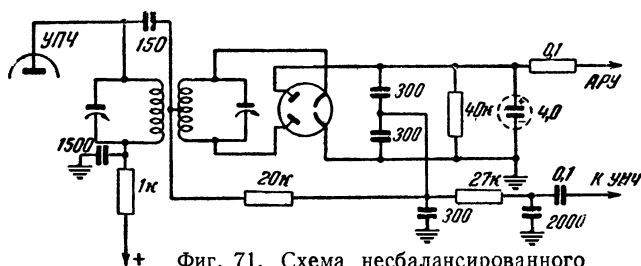 УПЧ
150
1500
1к
+
20к
300
300
300
40к
4,0
+
0,1
АРУ
27к
0,1
К УНЧ
2000
Фиг. 71. Схема несбалансированного